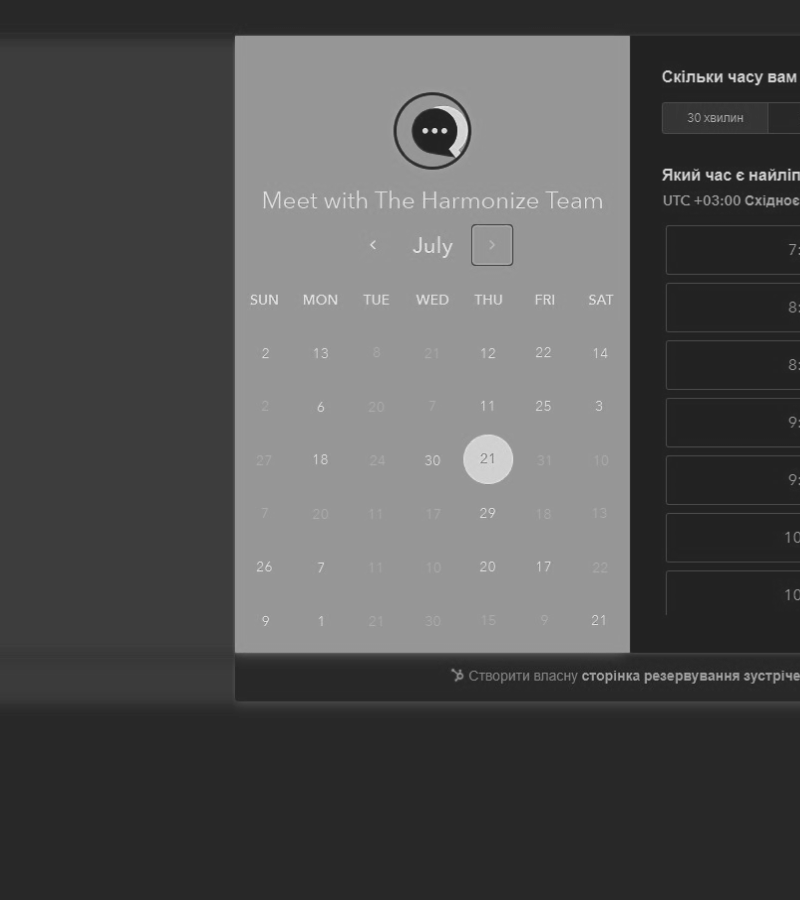 Скільки часу вам
30 хвилин
Meet with The Harmonize Team
July
Який час є найліп
UTC +03:00 Східноє
SUN MON TUE WED THU FRI SAT
2 13 8 21 12 22 14
2 6 20 7 11 25 3
27 18 24 30 21 31 10
7 20 11 17 29 18 13
26 7 11 10 20 17 22
9 1 21 30 15 9 21
7:
8:
8:
9:
9:
10
10
Створити власну сторінка резервування зустріче